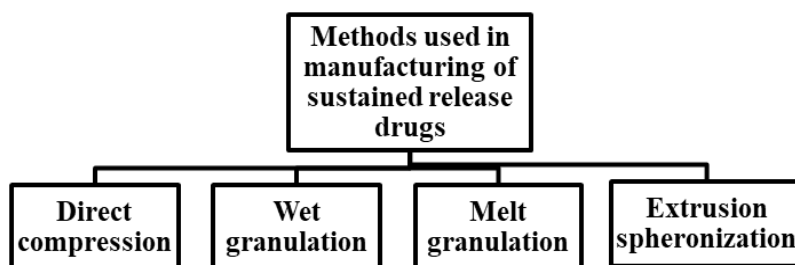 Methods used in
manufacturing of
sustained release
drugs
Direct
compression
Wet
granulation
Melt
granulation
Extrusion
spheronization